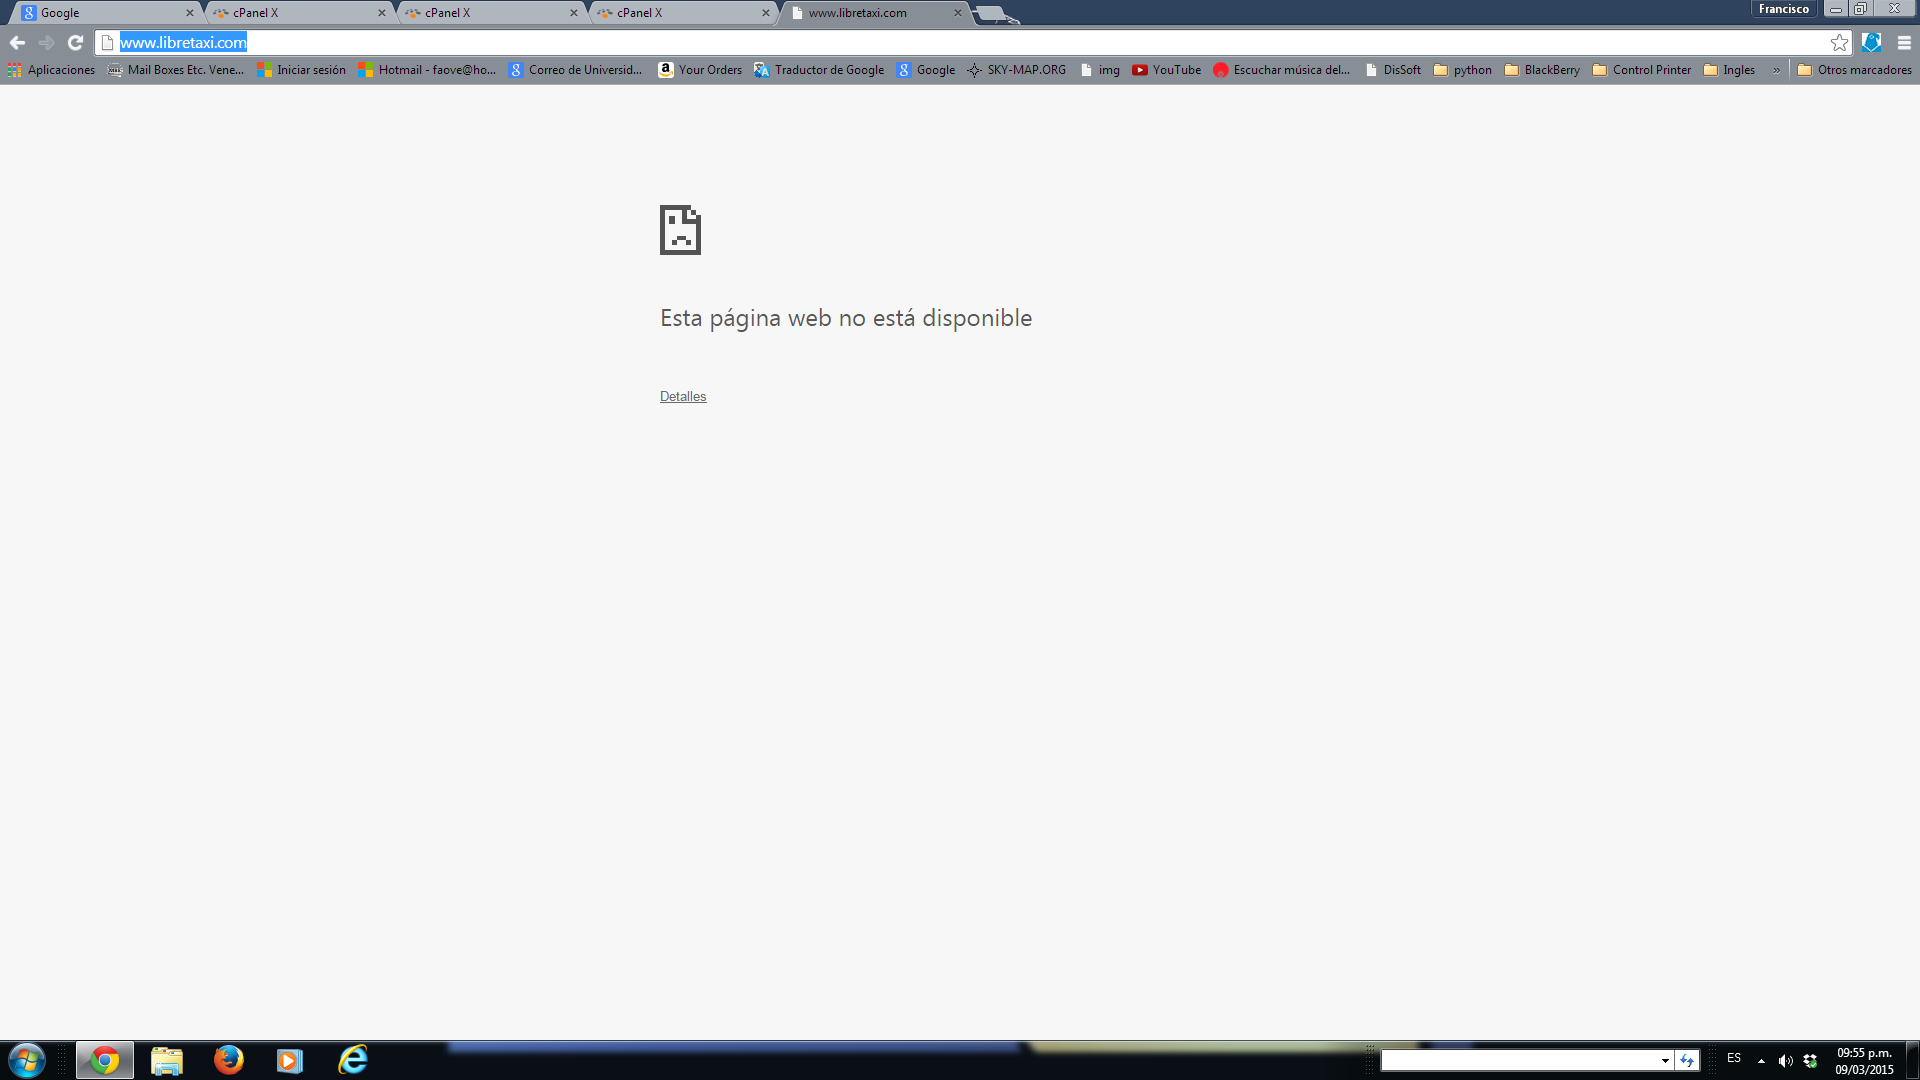 Google
cPanel X
cPanel X
cPanel X
www.libretaxi.com
Francisco
www.libretaxi.com
Aplicaciones
Mail Boxes Etc. Vene...
Iniciar sesión
Hotmail - faove@ho...
Correo de Universid...
Your Orders
Traductor de Google
Google
SKY-MAP.ORG
img
YouTube
Escuchar música del...
DisSoft
python
BlackBerry
Control Printer
Ingles
»
Otros marcadores
Esta página web no está disponible
Detalles
ES
09:55 p.m.
09/03/2015